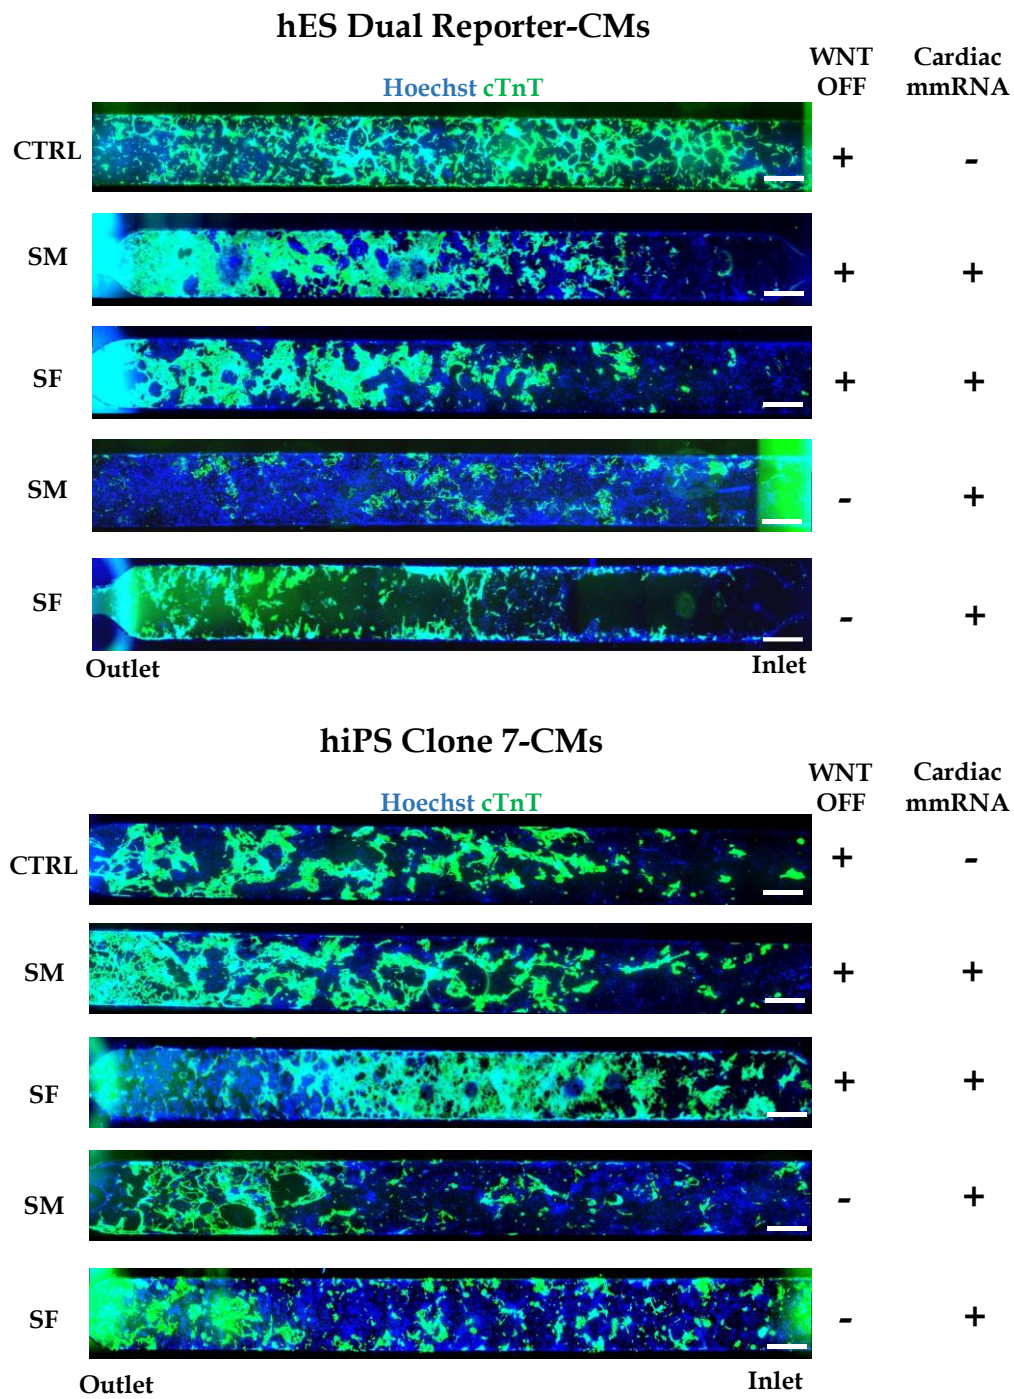 hES Dual Reporter-CMs
WNT OFF
Cardiac mmRNA
Hoechst cTnT
CTRL + -
SM + +
SF + +
SM - +
SF - +
Outlet Inlet
hiPS Clone 7-CMs
WNT OFF
Cardiac mmRNA
Hoechst cTnT
CTRL + -
SM + +
SF + +
SM - +
SF - +
Outlet Inlet